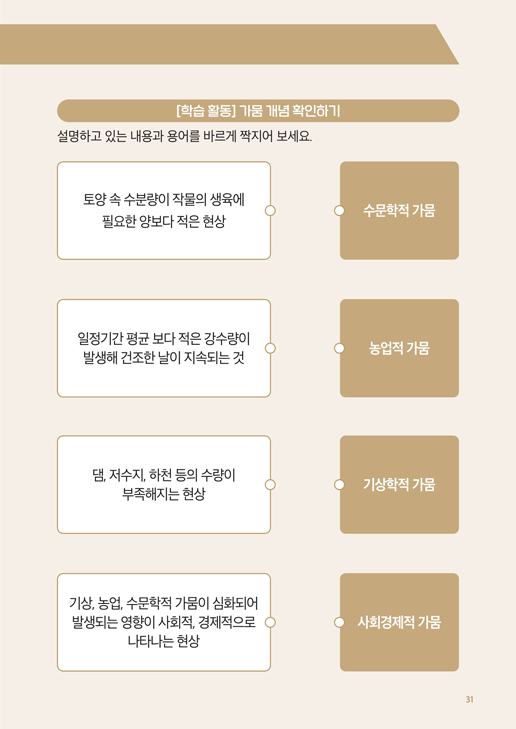 [학습 활동] 가뭄 개념 확인하기
설명하고 있는 내용과 용어를 바르게 짝지어 보세요.
토양 속 수분량이 작물의 생육에
필요한 양보다 적은 현상
수문학적 가뭄
일정기간 평균 보다 적은 강수량이
발생해 건조한 날이 지속되는 것
농업적 가뭄
댐, 저수지, 하천 등의 수량이
부족해지는 현상
기상학적 가뭄
기상, 농업, 수문학적 가뭄이 심화되어
발생되는 영향이 사회적, 경제적으로
나타나는 현상
사회경제적 가뭄
31